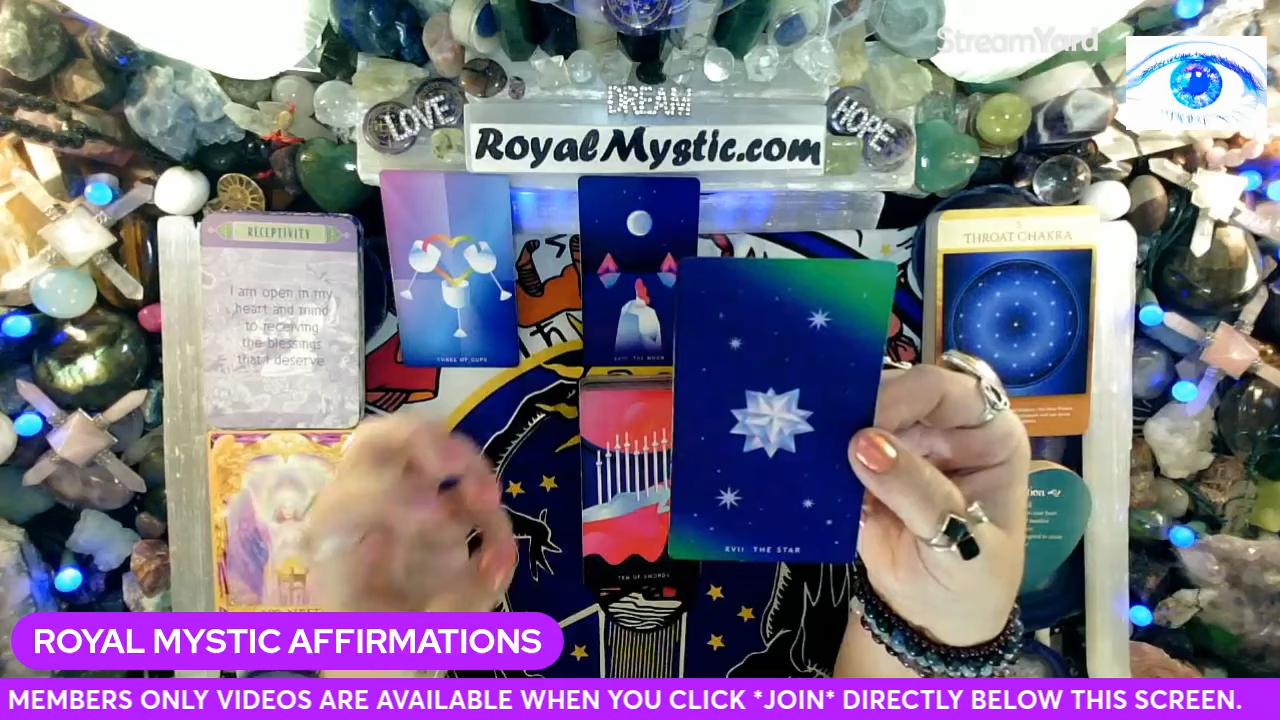 StreamYard
DREAM
LOVE
HOPE
RoyalMystic.com
RECEPTIVITY
I am open in my
heart and mind
to receiving
the blessings
that I deserve.
THREE OF CUPS
XVIII THE MOON
5
THROAT CHAKRA
XVII THE STAR
TEN OF SWORDS
ROYAL MYSTIC AFFIRMATIONS
MEMBERS ONLY VIDEOS ARE AVAILABLE WHEN YOU CLICK *JOIN* DIRECTLY BELOW THIS SCREEN.